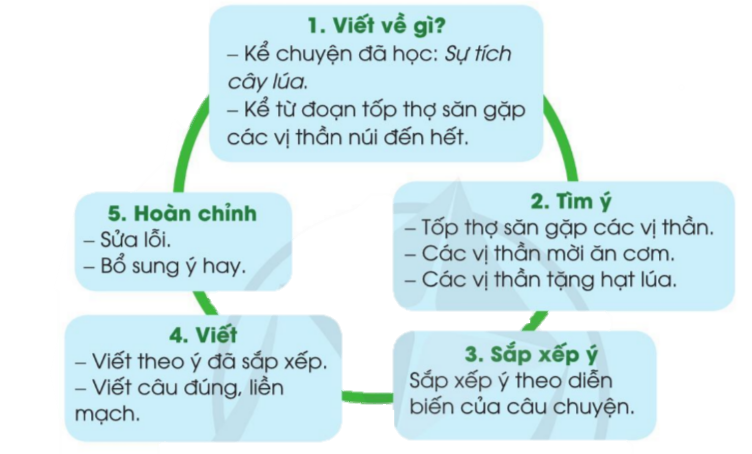 1. Viết về gì?
– Kể chuyện đã học: Sự tích
cây lúa.
– Kể từ đoạn tốp thợ săn gặp
các vị thần núi đến hết.
2. Tìm ý
– Tốp thợ săn gặp các vị thần.
– Các vị thần mời ăn cơm.
– Các vị thần tặng hạt lúa.
3. Sắp xếp ý
Sắp xếp ý theo diễn
biến của câu chuyện.
4. Viết
– Viết theo ý đã sắp xếp.
– Viết câu đúng, liền
mạch.
5. Hoàn chỉnh
– Sửa lỗi.
– Bổ sung ý hay.